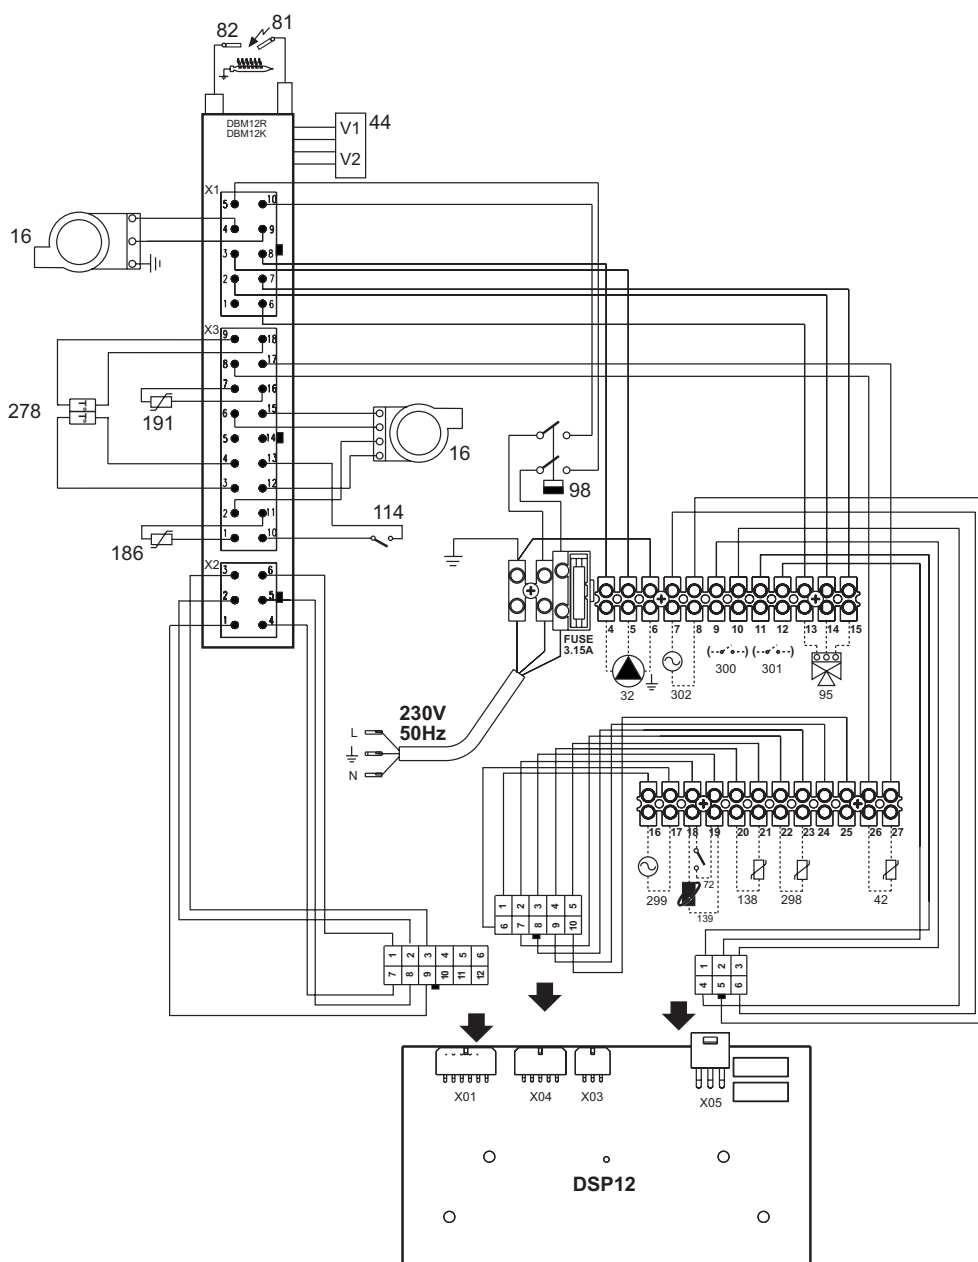 82 81
DBM12R
DBM12K
V1 44
V2
X1
5 10
4 9
3 8
2 7
1 6
16
X3
9 18
8 17
7 16
6 15
5 14
4 13
3 12
2 11
1 10
278
191
16
186
114
98
X2
3 6
2 5
1 4
FUSE
3.15A
4 5 6 7 8 9 10 11 12 13 14 15
32 302 300 301 95
230V
50Hz
L
N
16 17 18 19 20 21 22 23 24 25 26 27
299 72 139 138 298 42
1 2 3 4 5
6 7 8 9 10
1 2 3 4 5 6
7 8 9 10 11 12
1 2 3
4 5 6
X01 X04 X03 X05
DSP12